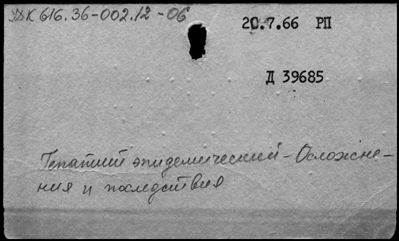 УДК 616.36-002.12-06
20.7.66 РП
Д 39685
Гепатит эпидемический - Осложне-
ния и последствия